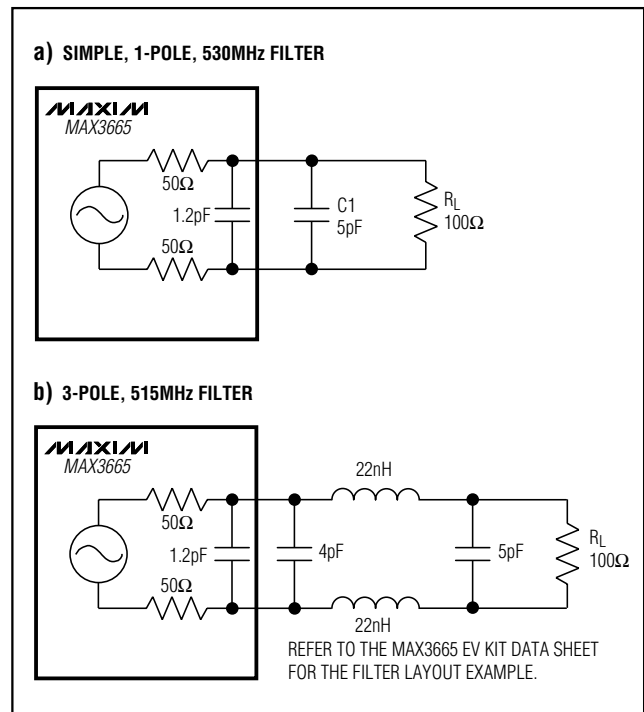 a) SIMPLE, 1-POLE, 530MHz FILTER
MAXIM
MAX3665
50Ω
1.2pF
C1
5pF
RL
100Ω
50Ω
b) 3-POLE, 515MHz FILTER
MAXIM
MAX3665
22nH
50Ω
1.2pF
4pF
5pF
RL
100Ω
50Ω
22nH
REFER TO THE MAX3665 EV KIT DATA SHEET
FOR THE FILTER LAYOUT EXAMPLE.